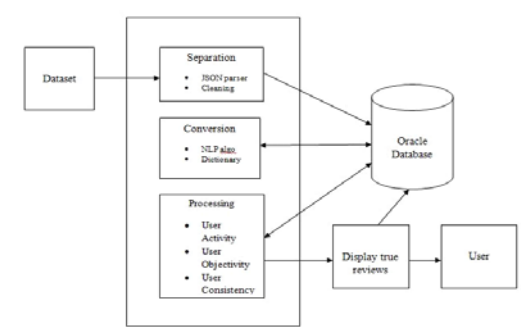 Dataset
Separation
JSON parser
Cleaning
Conversion
NLP algo
Dictionary
Processing
User
Activity
User
Objectivity
User
Consistency
Oracle
Database
Display true
reviews
User